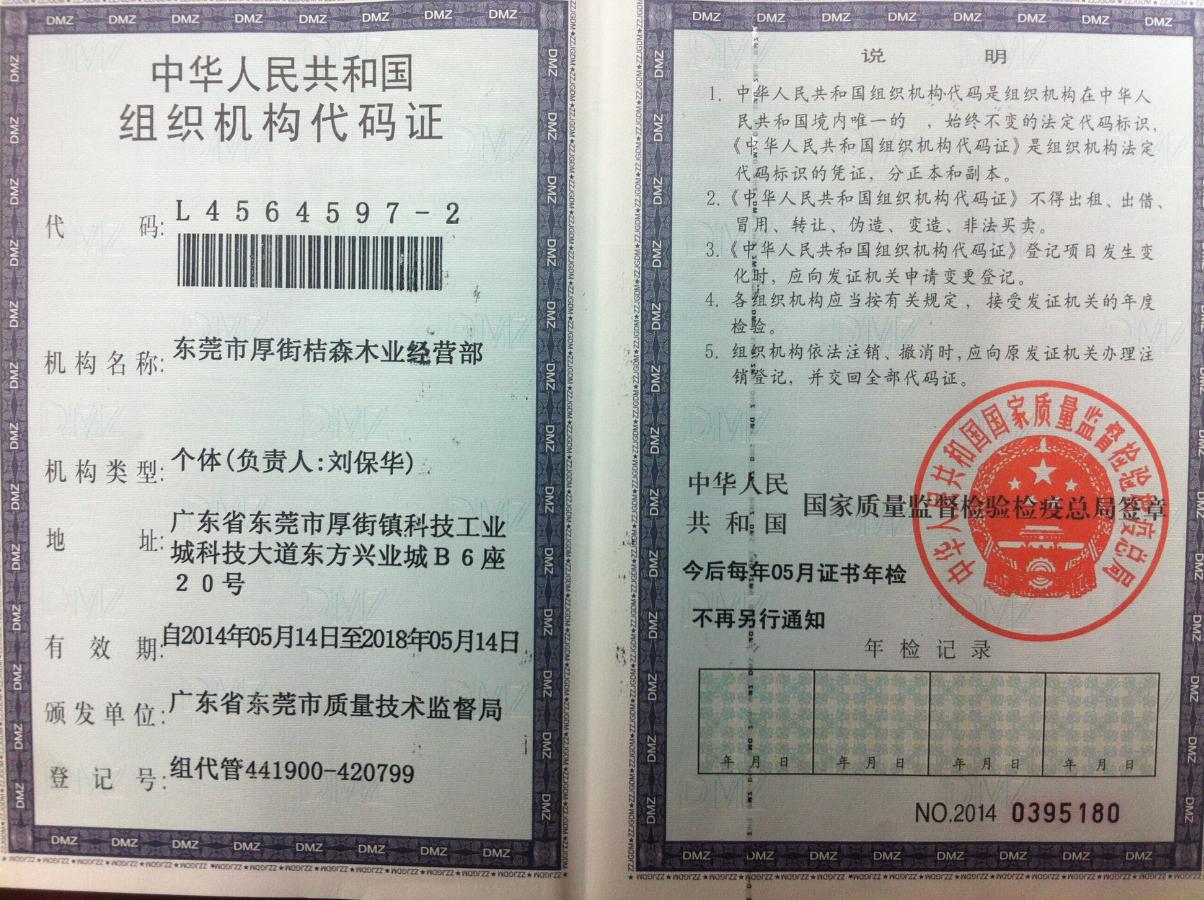 中华人民共和国
组织机构代码证
代 码: L4564597-2
机构名称: 东莞市厚街桔森木业经营部
机构类型: 个体(负责人:刘保华)
地 址: 广东省东莞市厚街镇科技工业
城科技大道东方兴业城B6座
20号
有 效 期: 自2014年05月14日至2018年05月14日
颁发单位: 广东省东莞市质量技术监督局
登 记 号: 组代管441900-420799
说 明
1. 中华人民共和国组织机构代码是组织机构在中华人
民共和国境内唯一的 、始终不变的法定代码标识,
《中华人民共和国组织机构代码证》是组织机构法定
代码标识的凭证,分正本和副本。
2.《中华人民共和国组织机构代码证》不得出租、出借、
冒用、转让、伪造、变造、非法买卖。
3.《中华人民共和国组织机构代码证》登记项目发生变
化时,应向发证机关申请变更登记。
4. 各组织机构应当按有关规定,接受发证机关的年度
检验。
5. 组织机构依法注销、撤消时,应向原发证机关办理注
销登记,并交回全部代码证。
中华人民
共和国 国家质量监督检验检疫总局签章
中华人民共和国国家质量监督检验检疫总局
今后每年05月证书年检
不再另行通知
年检记录
年 月 日 年 月 日 年 月 日 年 月 日
NO.2014 0395180